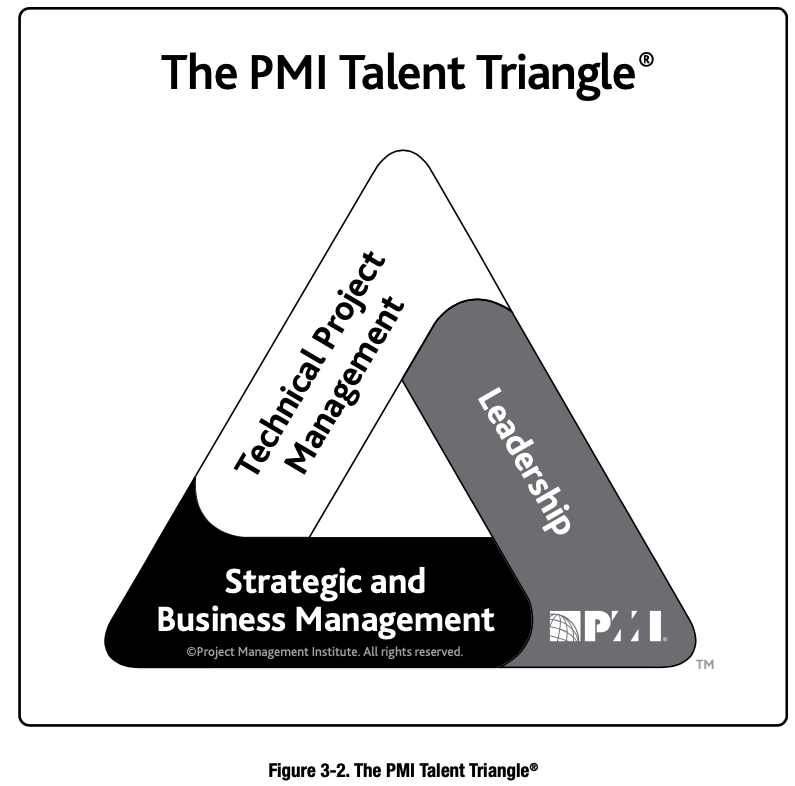 The PMI Talent Triangle®
Technical Project
Management
Leadership
Strategic and
Business Management
©Project Management Institute. All rights reserved.
PMI®
TM
Figure 3-2. The PMI Talent Triangle®